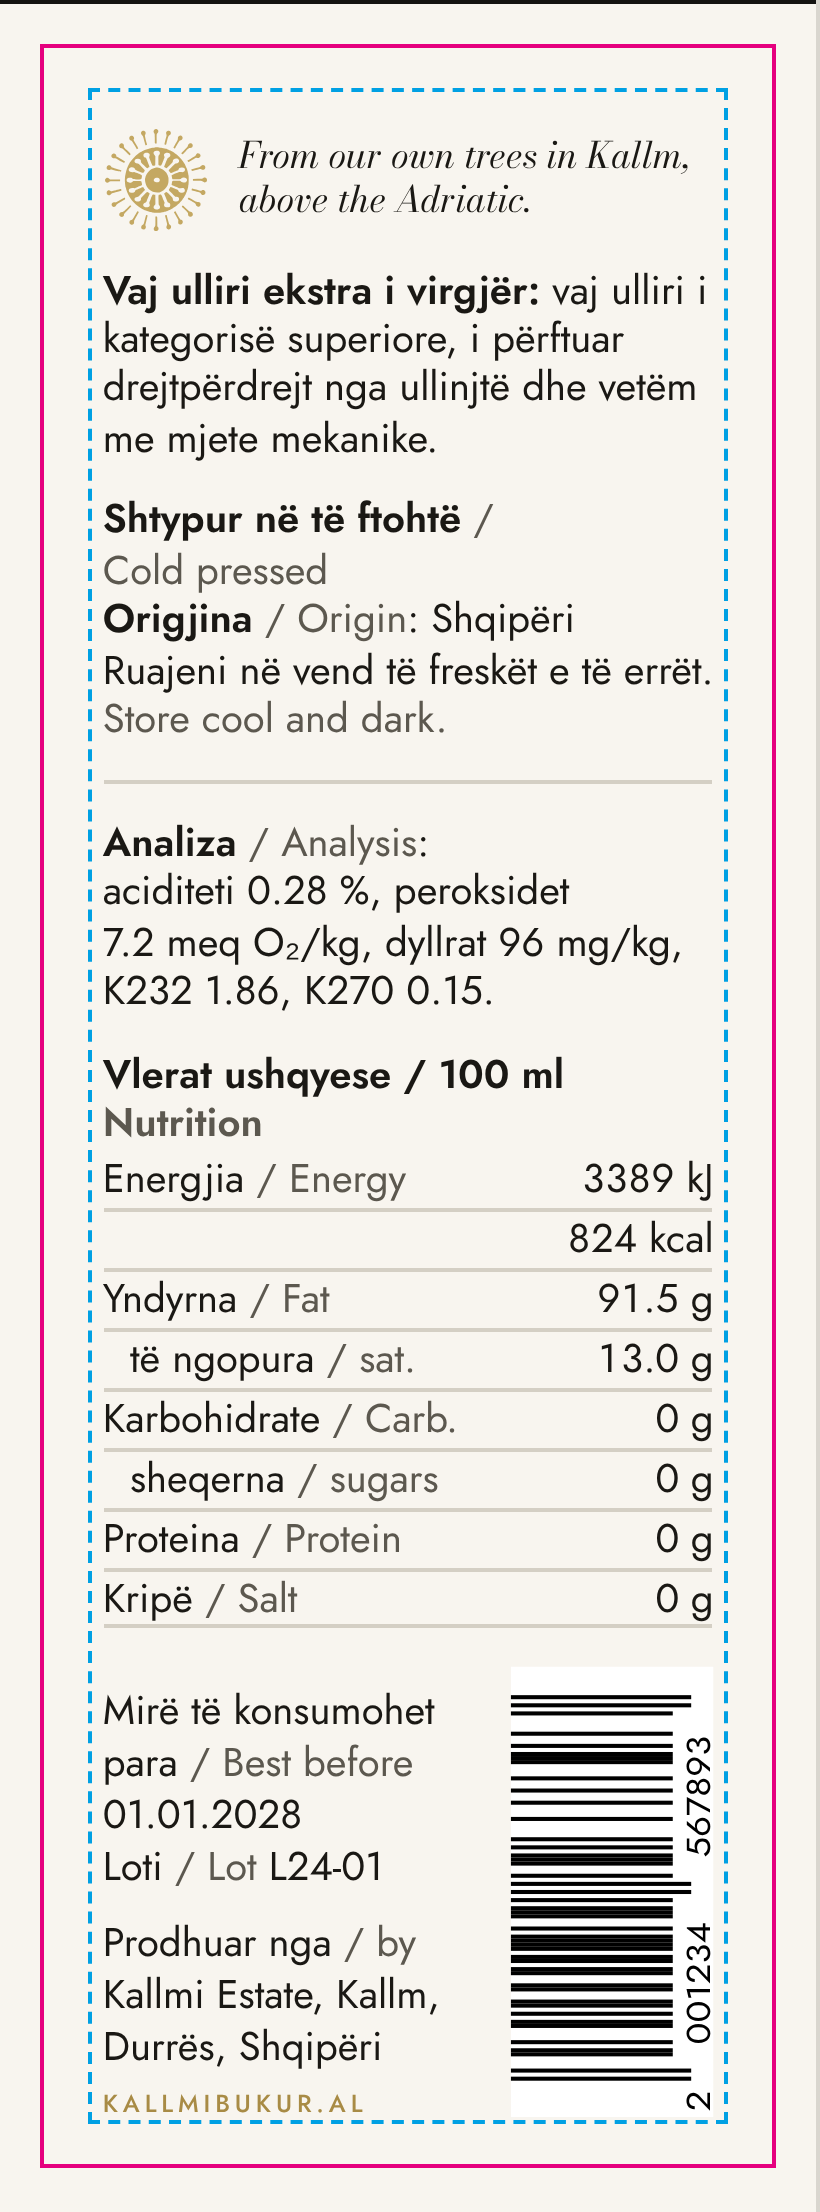 From our own trees in Kallm,
above the Adriatic.
Vaj ulliri ekstra i virgjër: vaj ulliri i
kategorisë superiore, i përftuar
drejtpërdrejt nga ullinjtë dhe vetëm
me mjete mekanike.
Shtypur në të ftohtë /
Cold pressed
Origjina / Origin: Shqipëri
Ruajeni në vend të freskët e të errët.
Store cool and dark.
Analiza / Analysis:
aciditeti 0.28 %, peroksidet
7.2 meq O₂/kg, dyllrat 96 mg/kg,
K232 1.86, K270 0.15.
Vlerat ushqyese / 100 ml
Nutrition
Energjia / Energy 3389 kJ
824 kcal
Yndyrna / Fat 91.5 g
të ngopura / sat. 13.0 g
Karbohidrate / Carb. 0 g
sheqerna / sugars 0 g
Proteina / Protein 0 g
Kripë / Salt 0 g
Mirë të konsumohet
para / Best before
01.01.2028
Loti / Lot L24-01
Prodhuar nga / by
Kallmi Estate, Kallm,
Durrës, Shqipëri
KALLMIBUKUR.AL
2 001234 567893